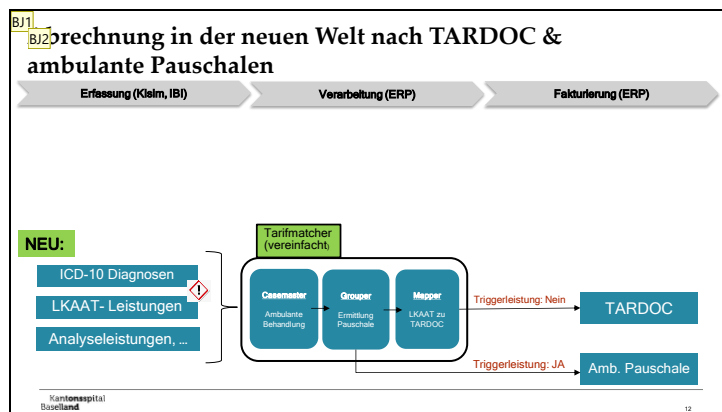 BJ1
BJ2
brechnung in der neuen Welt nach TARDOC &
ambulante Pauschalen
Erfassung (Kisim, IBI)
Verarbeitung (ERP)
Fakturierung (ERP)
NEU:
Tarifmatcher
(vereinfacht)
ICD-10 Diagnosen
!
LKAAT- Leistungen
Analyseleistungen, ...
Casemaster
Ambulante
Behandlung
Grouper
Ermittlung
Pauschale
Mapper
LKAAT zu
TARDOC
Triggerleistung: Nein
TARDOC
Triggerleistung: JA
Amb. Pauschale
Kantonsspital
Baselland
12